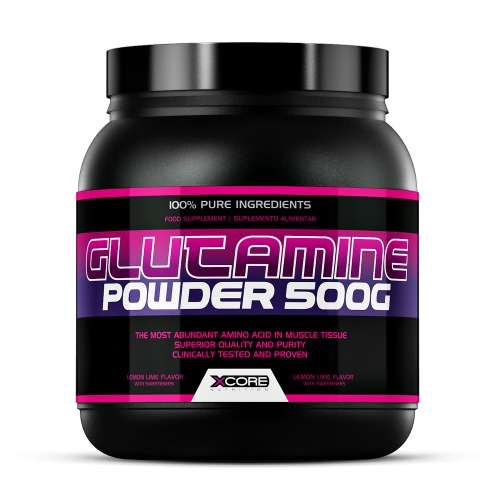 100% PURE INGREDIENTS
FOOD SUPPLEMENT | SUPLEMENTO ALIMENTAR
GLUTAMINE
POWDER 500G
THE MOST ABUNDANT AMINO ACID IN MUSCLE TISSUE
SUPERIOR QUALITY AND PURITY
CLINICALLY TESTED AND PROVEN
LEMON LIME FLAVOR
WITH SWEETENERS
XCORE
NUTRITION
LEMON LIME FLAVOR
WITH SWEETENERS